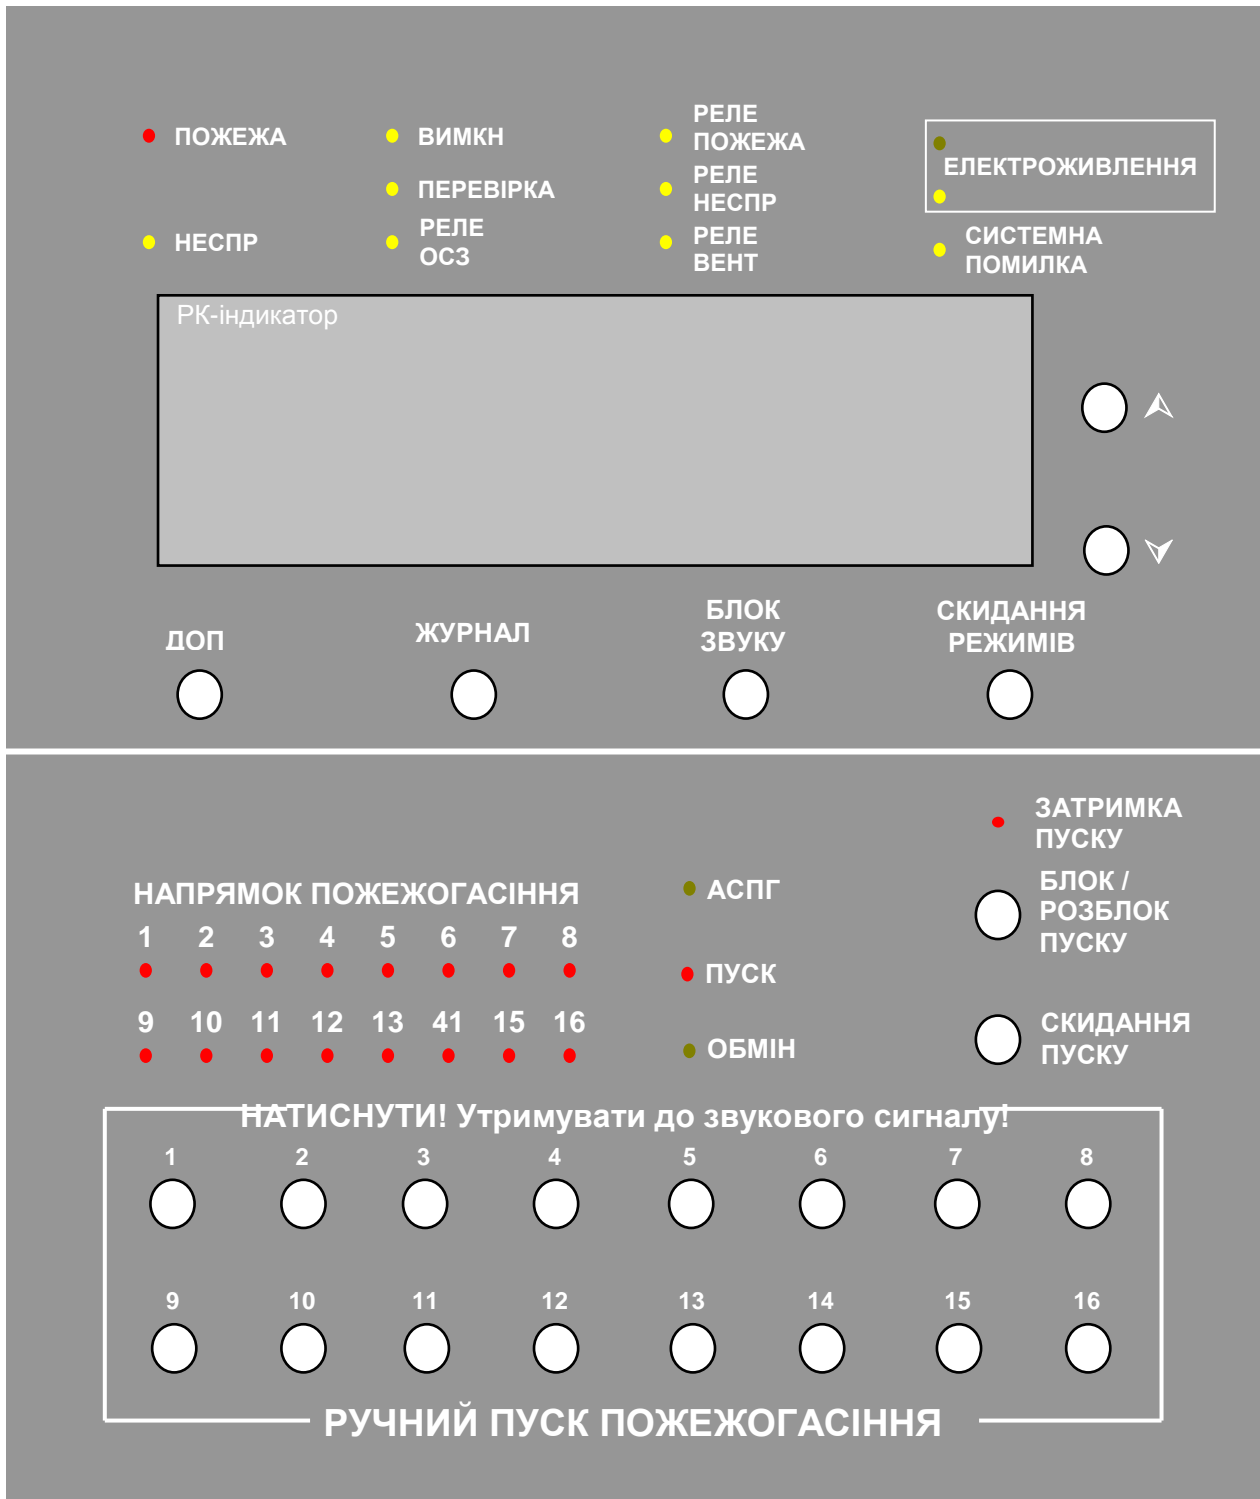 ПОЖЕЖА
ВИМКН
РЕЛЕ
ПОЖЕЖА
ЕЛЕКТРОЖИВЛЕННЯ
ПЕРЕВІРКА
РЕЛЕ
НЕСПР
НЕСПР
РЕЛЕ
ОСЗ
РЕЛЕ
ВЕНТ
СИСТЕМНА
ПОМИЛКА
РК-індикатор
ДОП
ЖУРНАЛ
БЛОК
ЗВУКУ
СКИДАННЯ
РЕЖИМІВ
ЗАТРИМКА
ПУСКУ
НАПРЯМОК ПОЖЕЖОГАСІННЯ
1 2 3 4 5 6 7 8
9 10 11 12 13 41 15 16
АСПГ
ПУСК
ОБМІН
БЛОК /
РОЗБЛОК
ПУСКУ
СКИДАННЯ
ПУСКУ
НАТИСНУТИ! Утримувати до звукового сигналу!
1 2 3 4 5 6 7 8
9 10 11 12 13 14 15 16
РУЧНИЙ ПУСК ПОЖЕЖОГАСІННЯ